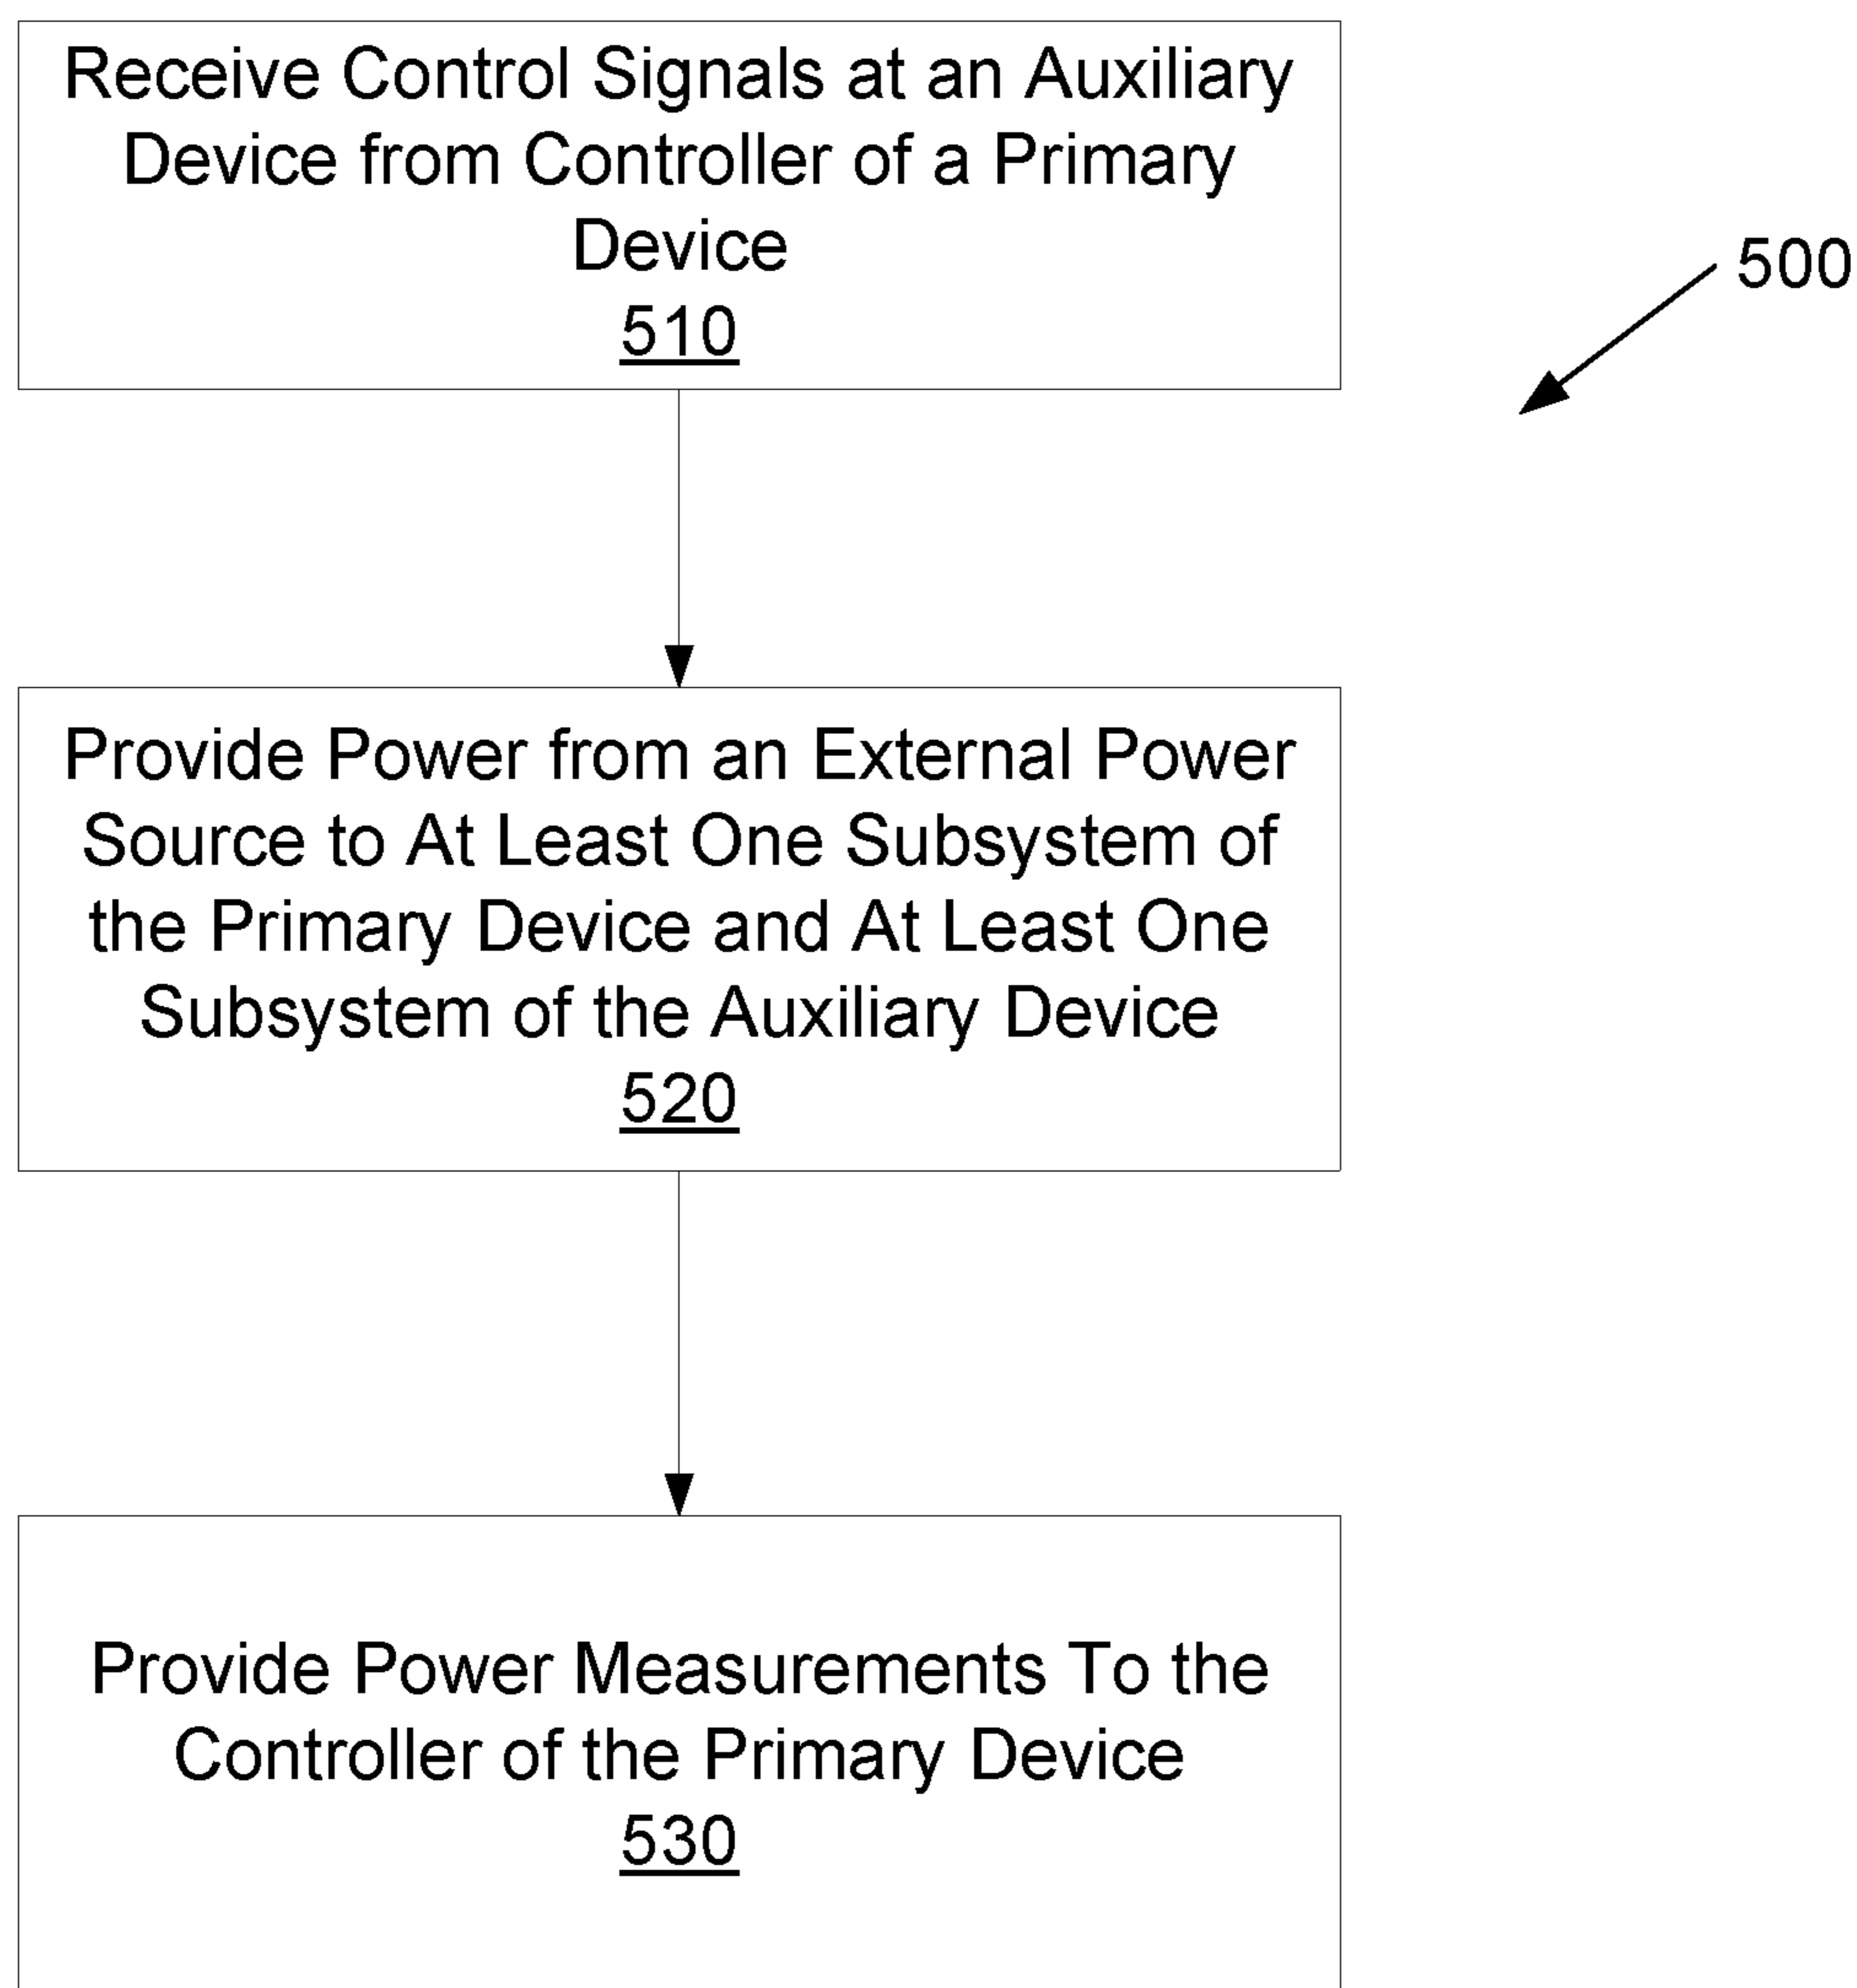 Receive Control Signals at an Auxiliary
Device from Controller of a Primary
Device
510
500
Provide Power from an External Power
Source to At Least One Subsystem of
the Primary Device and At Least One
Subsystem of the Auxiliary Device
520
Provide Power Measurements To the
Controller of the Primary Device
530